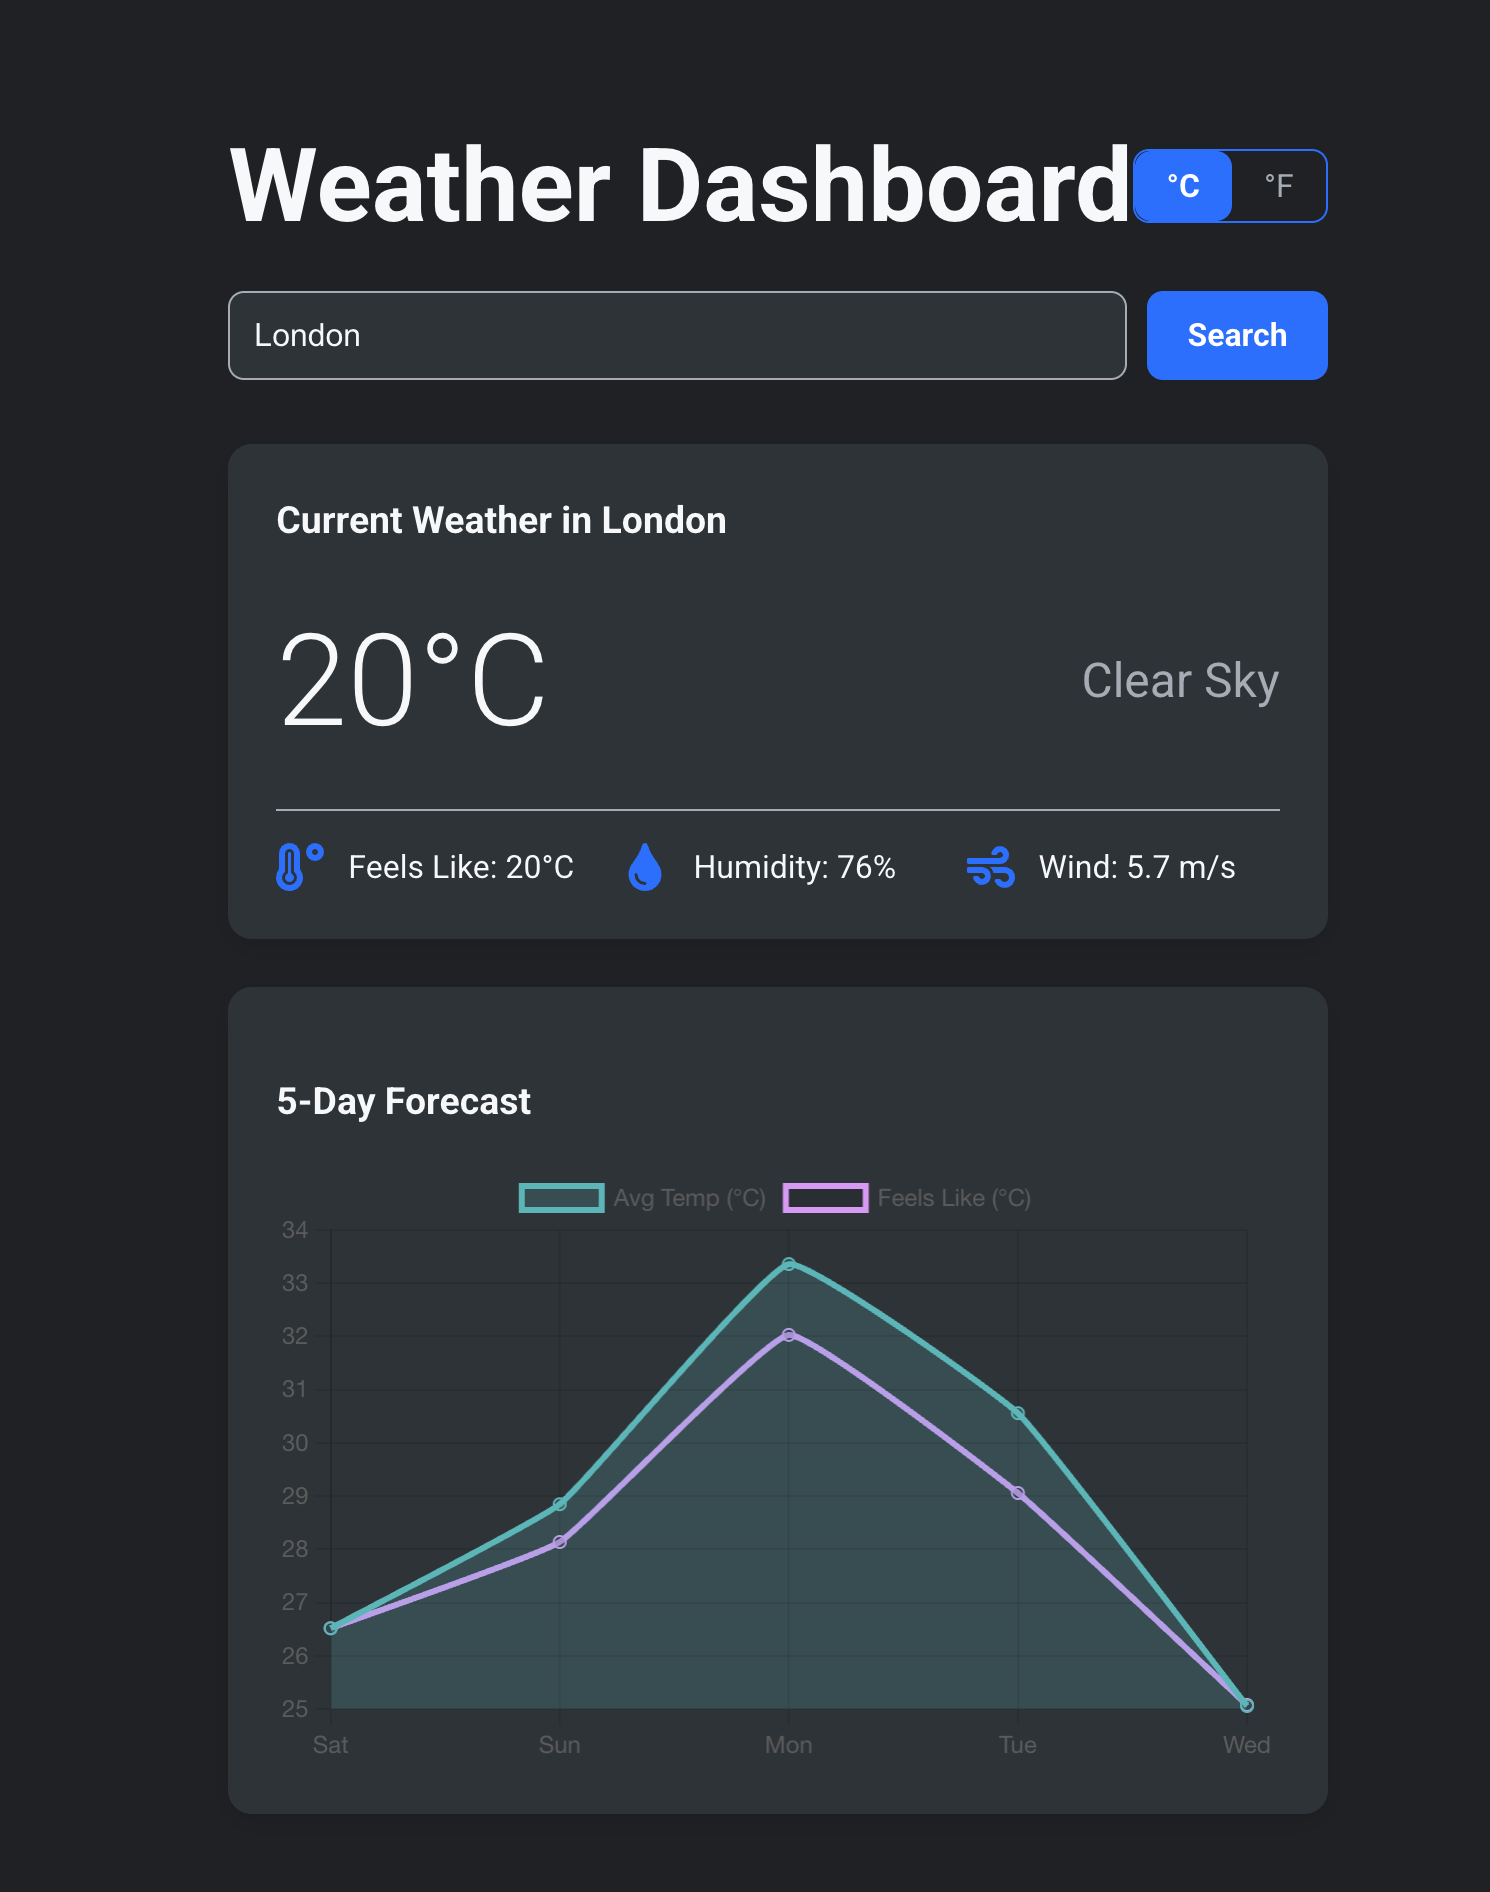 Weather Dashboard °C °F
London Search
Current Weather in London
20°C Clear Sky
Feels Like: 20°C Humidity: 76% Wind: 5.7 m/s
5-Day Forecast
Avg Temp (°C) Feels Like (°C)
34
33
32
31
30
29
28
27
26
25
Sat Sun Mon Tue Wed